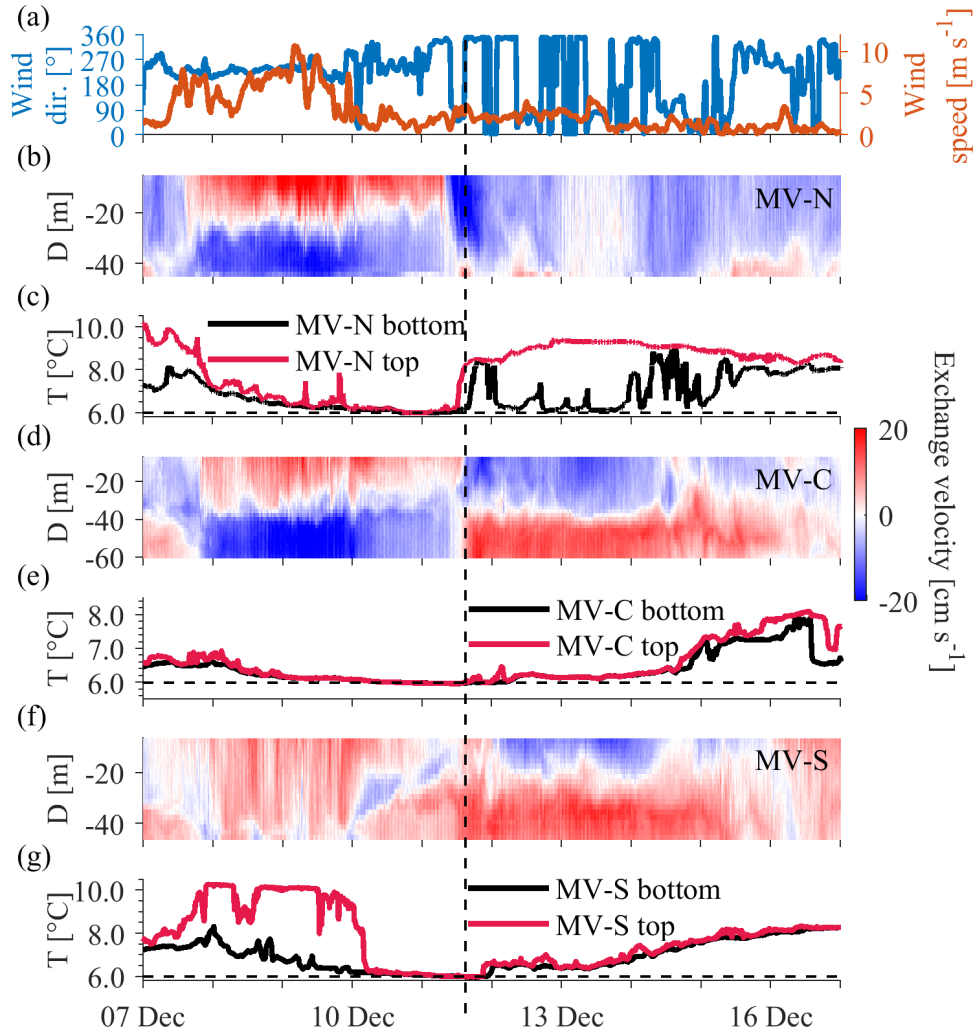 (a)
360
270
180
90
0
Wind
dir. [°]
10
5
0
Wind
speed [m s⁻¹]
(b)
-20
-40
D [m]
MV-N
(c)
10.0
8.0
6.0
T [°C]
MV-N bottom
MV-N top
(d)
-20
-40
-60
D [m]
MV-C
20
0
-20
Exchange velocity [cm s⁻¹]
(e)
8.0
7.0
6.0
T [°C]
MV-C bottom
MV-C top
(f)
-20
-40
D [m]
MV-S
(g)
10.0
8.0
6.0
T [°C]
MV-S bottom
MV-S top
07 Dec
10 Dec
13 Dec
16 Dec